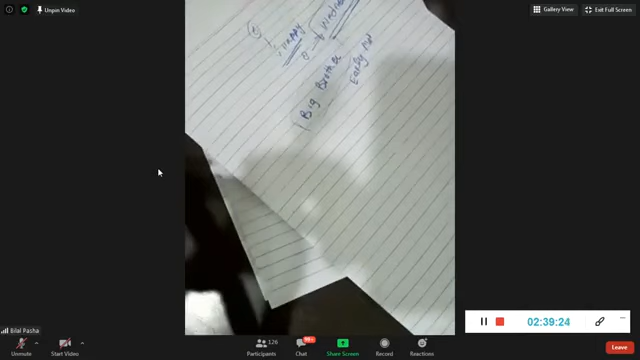 Unpin Video
Gallery View
Exit Full Screen
Big Brother
Early
02:39:24
Bilal Pasha
Unmute
Start Video
126
Participants
Chat
Share Screen
Record
Reactions
Leave